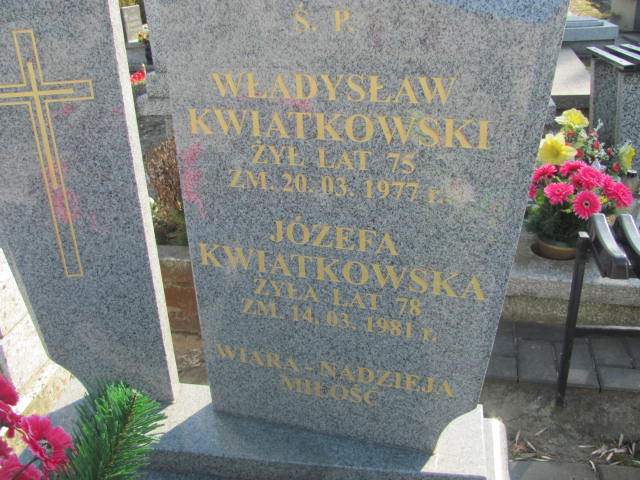 Ś. P.
WŁADYSŁAW
KWIATKOWSKI
ŻYŁ LAT 75
ZM. 20. 03. 1977 r.
JÓZEFA
KWIATKOWSKA
ŻYŁA LAT 78
ZM. 14. 03. 1981 r.
WIARA - NADZIEJA
MIŁOŚĆ